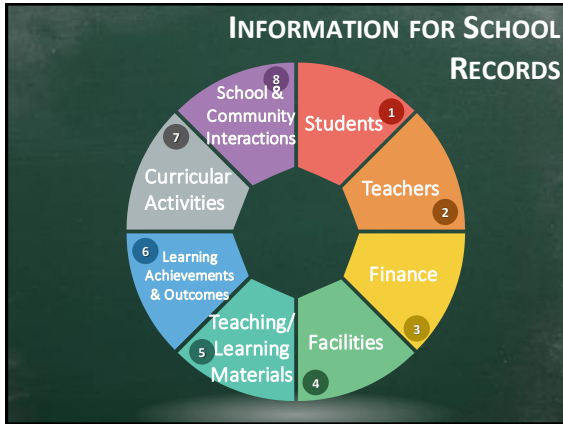 INFORMATION FOR SCHOOL
RECORDS
1
Students
2
Teachers
3
Finance
4
Facilities
5
Teaching/
Learning
Materials
6
Learning
Achievements
& Outcomes
7
Curricular
Activities
8
School &
Community
Interactions